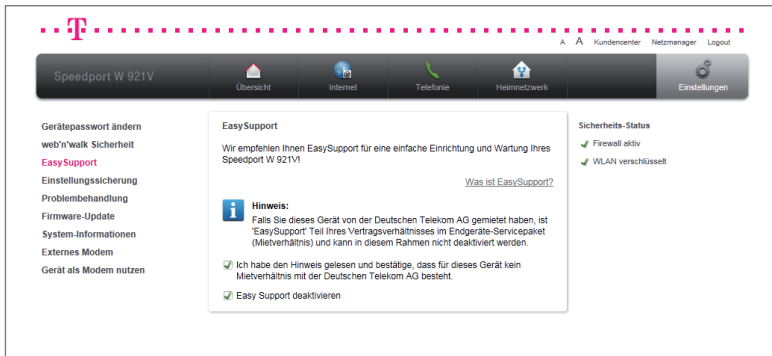 T
A A Kundencenter Netzmanager Logout
Speedport W 921V
Übersicht
Internet
Telefonie
Heimnetzwerk
Einstellungen
Gerätepasswort ändern
web'n'walk Sicherheit
EasySupport
Einstellungssicherung
Problembehandlung
Firmware-Update
System-Informationen
Externes Modem
Gerät als Modem nutzen
EasySupport
Wir empfehlen Ihnen EasySupport für eine einfache Einrichtung und Wartung Ihres
Speedport W 921V!
Was ist EasySupport?
Hinweis:
Falls Sie dieses Gerät von der Deutschen Telekom AG gemietet haben, ist
'EasySupport' Teil Ihres Vertragsverhältnisses im Endgeräte-Servicepaket
(Mietverhältnis) und kann in diesem Rahmen nicht deaktiviert werden.
Ich habe den Hinweis gelesen und bestätige, dass für dieses Gerät kein
Mietverhältnis mit der Deutschen Telekom AG besteht.
Easy Support deaktivieren
Sicherheits-Status
Firewall aktiv
WLAN verschlüsselt